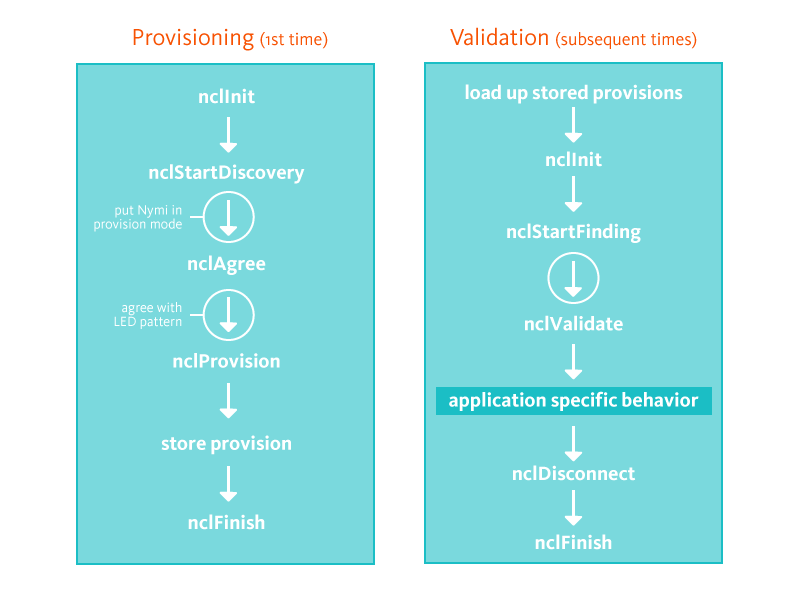 Provisioning (1st time)
nclInit
nclStartDiscovery
put Nymi in
provision mode
nclAgree
agree with
LED pattern
nclProvision
store provision
nclFinish
Validation (subsequent times)
load up stored provisions
nclInit
nclStartFinding
nclValidate
application specific behavior
nclDisconnect
nclFinish